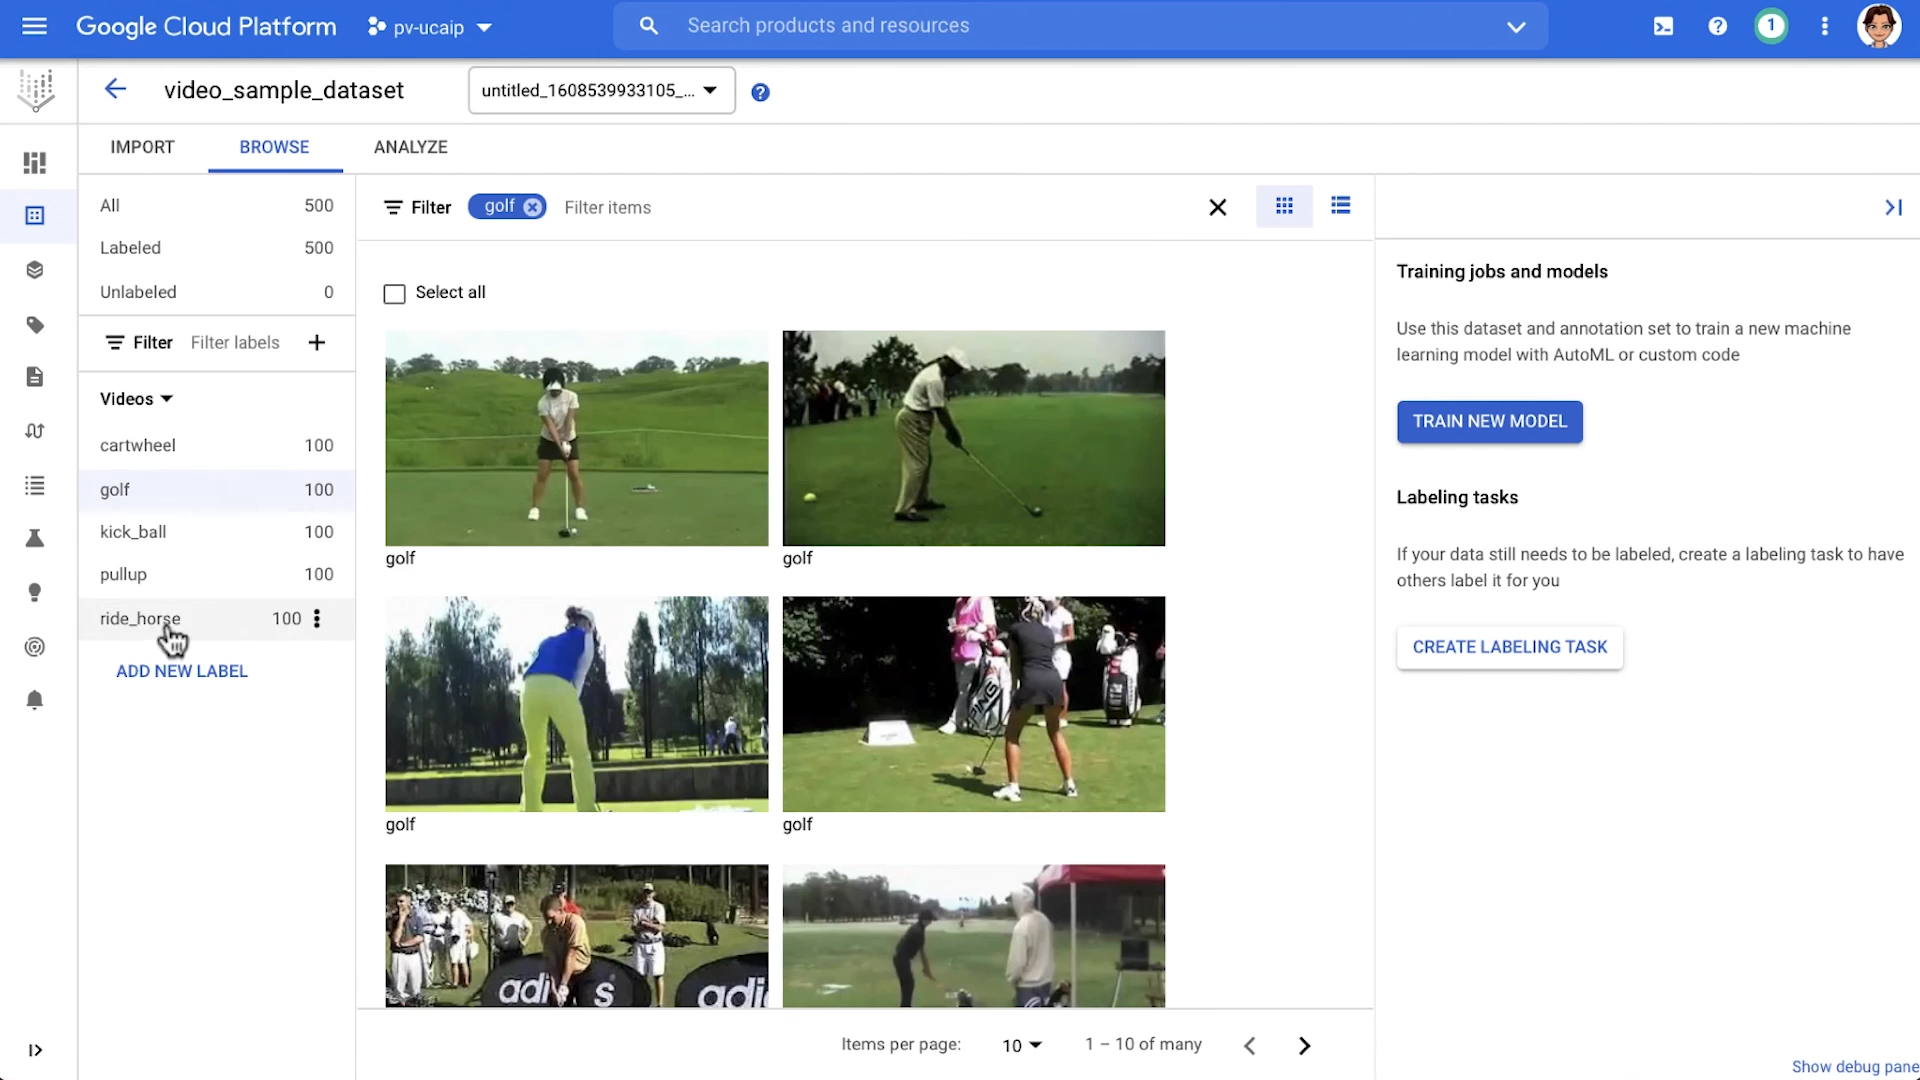 Google Cloud Platform
pv-ucaip
Search products and resources
1
video_sample_dataset
untitled_1608539933105_...
IMPORT
BROWSE
ANALYZE
All 500
Labeled 500
Unlabeled 0
Filter Filter labels
Videos
cartwheel 100
golf 100
kick_ball 100
pullup 100
ride_horse 100
ADD NEW LABEL
Filter golf Filter items
Select all
golf
golf
PING
golf
golf
adi s
adid
Items per page: 10 1 – 10 of many
Training jobs and models
Use this dataset and annotation set to train a new machine
learning model with AutoML or custom code
TRAIN NEW MODEL
Labeling tasks
If your data still needs to be labeled, create a labeling task to have
others label it for you
CREATE LABELING TASK
Show debug pane